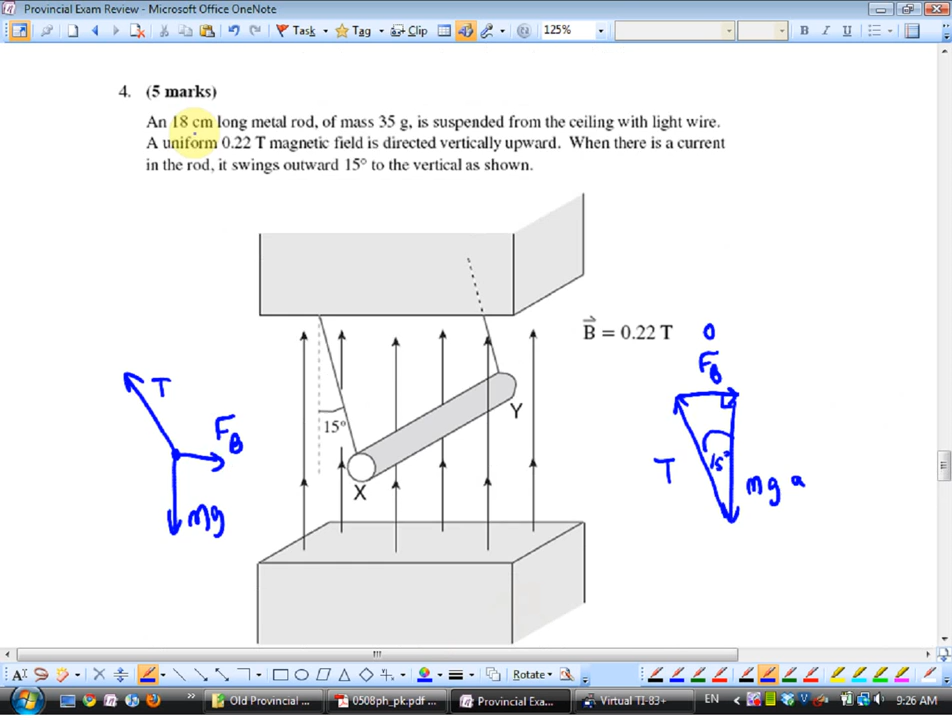 Provincial Exam Review - Microsoft Office OneNote
Task
Tag
Clip
125%
B I U
4. (5 marks)
An 18 cm long metal rod, of mass 35 g, is suspended from the ceiling with light wire.
A uniform 0.22 T magnetic field is directed vertically upward. When there is a current
in the rod, it swings outward 15° to the vertical as shown.
B = 0.22 T
O
F_B
T
F_B
mg
15°
X
Y
T
15°
mg a
Rotate
Old Provincial ...
0508ph_pk.pdf ...
Provincial Exa...
Virtual TI-83+
EN
9:26 AM